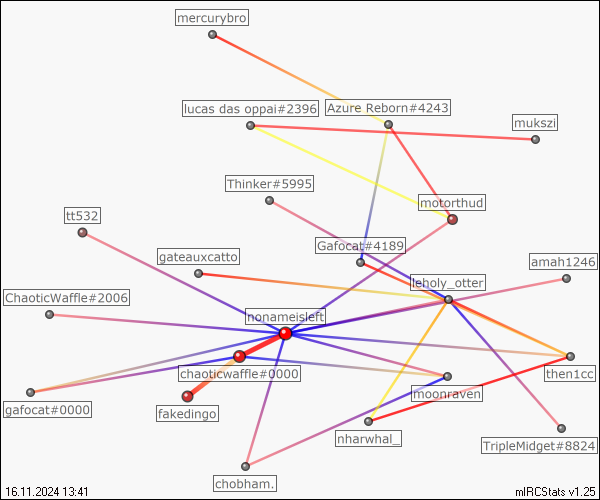 mercurybro
lucas das oppai#2396
Azure Reborn#4243
mukszi
Thinker#5995
motorthud
tt532
Gafocat#4189
gateauxcatto
amah1246
leholy_otter
ChaoticWaffle#2006
nonameisleft
chaoticwaffle#0000
then1cc
moonraven
gafocat#0000
fakedingo
nharwhal_
TripleMidget#8824
chobham.
16.11.2024 13:41
mIRCStats v1.25